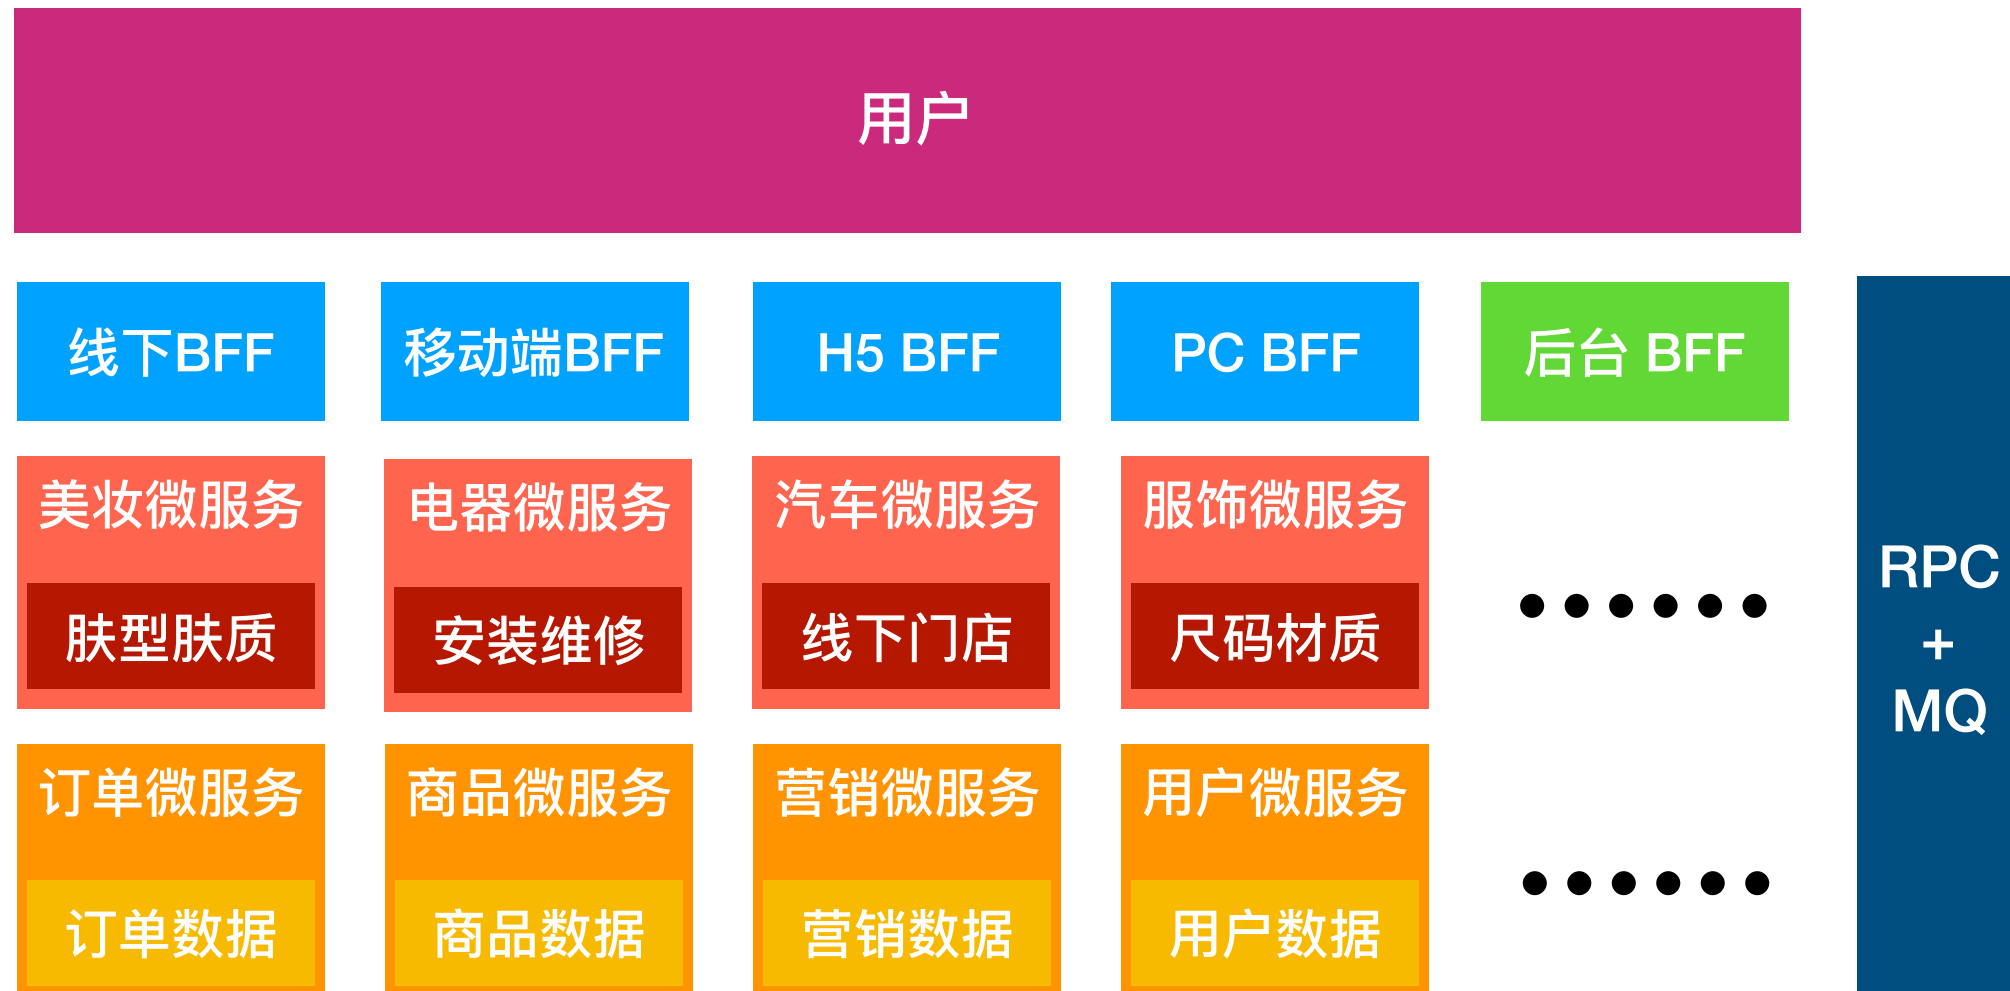 用户
线下BFF
移动端BFF
H5 BFF
PC BFF
后台 BFF
美妆微服务
电器微服务
汽车微服务
服饰微服务
肤型肤质
安装维修
线下门店
尺码材质
••••••
RPC
+
MQ
订单微服务
商品微服务
营销微服务
用户微服务
••••••
订单数据
商品数据
营销数据
用户数据